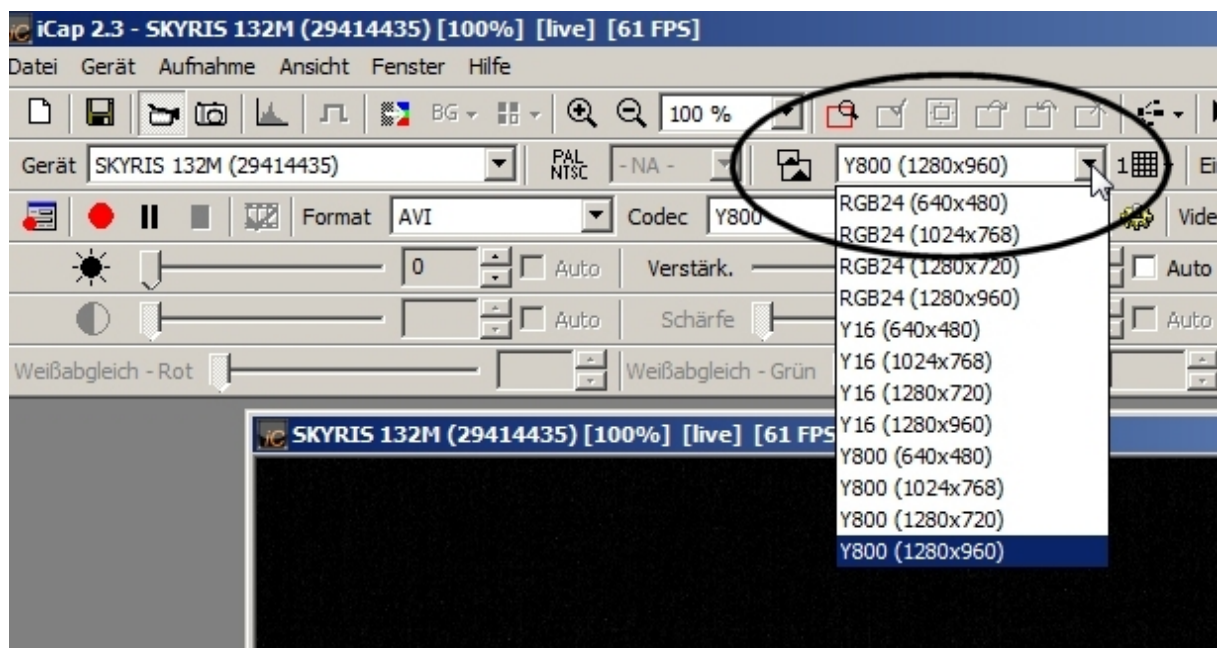 iCap 2.3 - SKYRIS 132M (29414435) [100%] [live] [61 FPS]
Datei Gerät Aufnahme Ansicht Fenster Hilfe
BG 100 %
Gerät SKYRIS 132M (29414435) PAL NTSC - NA - Y800 (1280x960) 1 Ei
Format AVI Codec Y800 Vide
0 Auto Verstärk. Auto
Auto Schärfe Auto
Weißabgleich - Rot Weißabgleich - Grün
RGB24 (640x480)
RGB24 (1024x768)
RGB24 (1280x720)
RGB24 (1280x960)
Y16 (640x480)
Y16 (1024x768)
Y16 (1280x720)
Y16 (1280x960)
Y800 (640x480)
Y800 (1024x768)
Y800 (1280x720)
Y800 (1280x960)
SKYRIS 132M (29414435) [100%] [live] [61 FPS